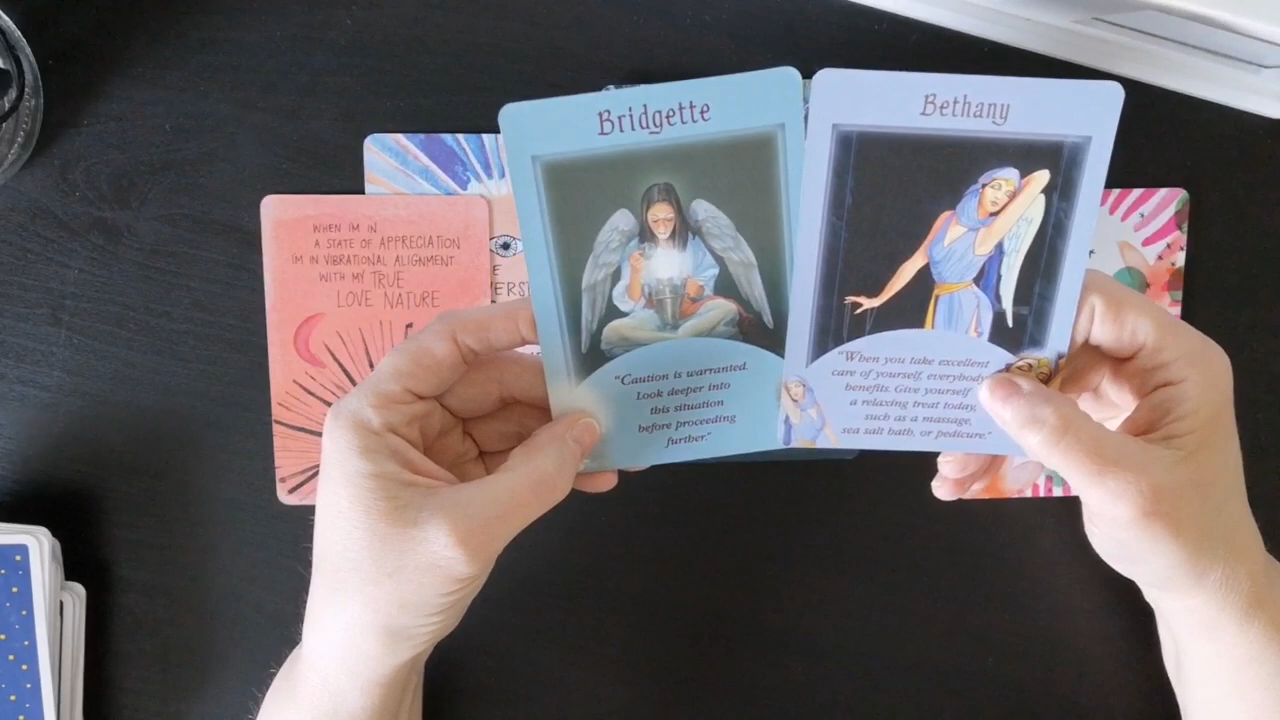 Bridgette
"Caution is warranted.
Look deeper into
this situation
before proceeding
further."
Bethany
"When you take excellent
care of yourself, everybody
benefits. Give yourself
a relaxing treat today,
such as a massage,
sea salt bath, or pedicure."
WHEN I'M IN
A STATE OF APPRECIATION
I'M IN VIBRATIONAL ALIGNMENT
WITH MY TRUE
LOVE NATURE